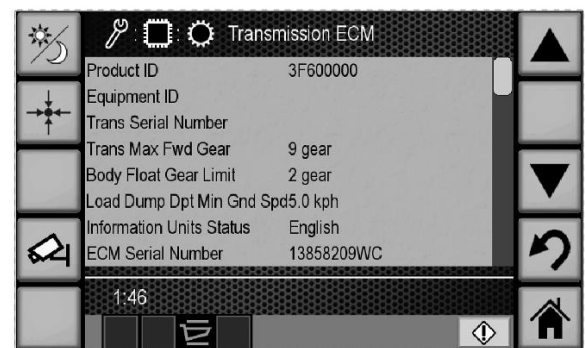 Transmission ECM
Product ID 3F600000
Equipment ID
Trans Serial Number
Trans Max Fwd Gear 9 gear
Body Float Gear Limit 2 gear
Load Dump Dpt Min Gnd Spd5.0 kph
Information Units Status English
ECM Serial Number 13858209WC
1:46